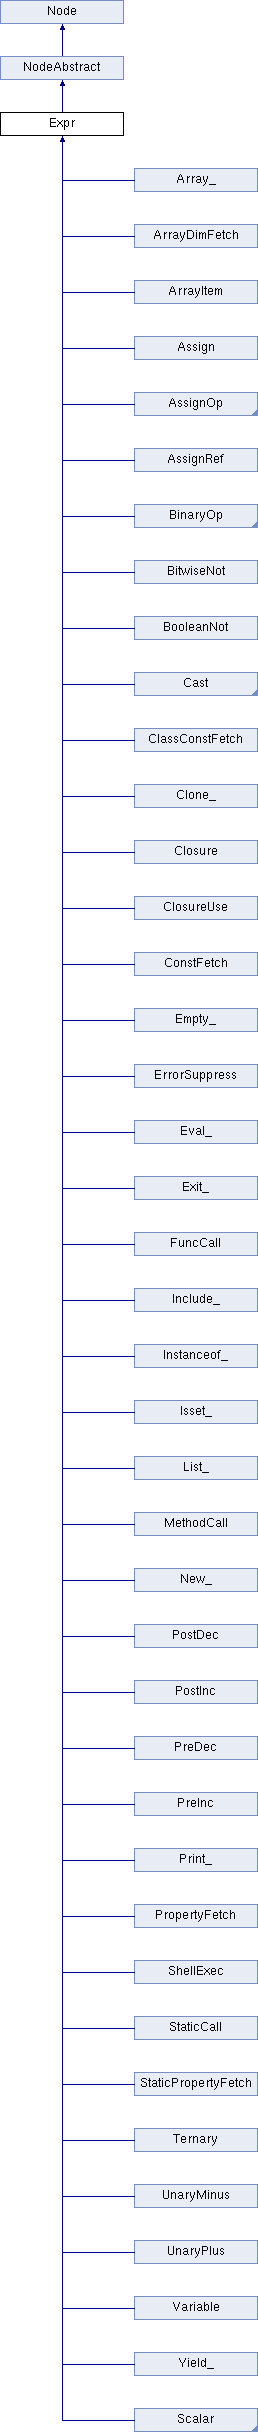 Node
NodeAbstract
Expr
Array_
ArrayDimFetch
ArrayItem
Assign
AssignOp
AssignRef
BinaryOp
BitwiseNot
BooleanNot
Cast
ClassConstFetch
Clone_
Closure
ClosureUse
ConstFetch
Empty_
ErrorSuppress
Eval_
Exit_
FuncCall
Include_
Instanceof_
Isset_
List_
MethodCall
New_
PostDec
PostInc
PreDec
PreInc
Print_
PropertyFetch
ShellExec
StaticCall
StaticPropertyFetch
Ternary
UnaryMinus
UnaryPlus
Variable
Yield_
Scalar